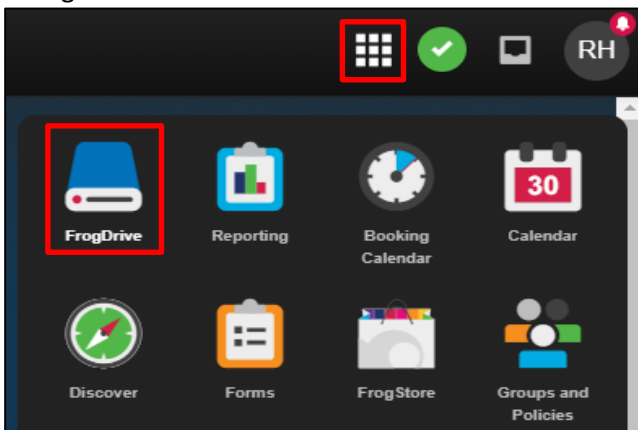 RH
30
FrogDrive
Reporting
Booking
Calendar
Calendar
Discover
Forms
FrogStore
Groups and
Policies